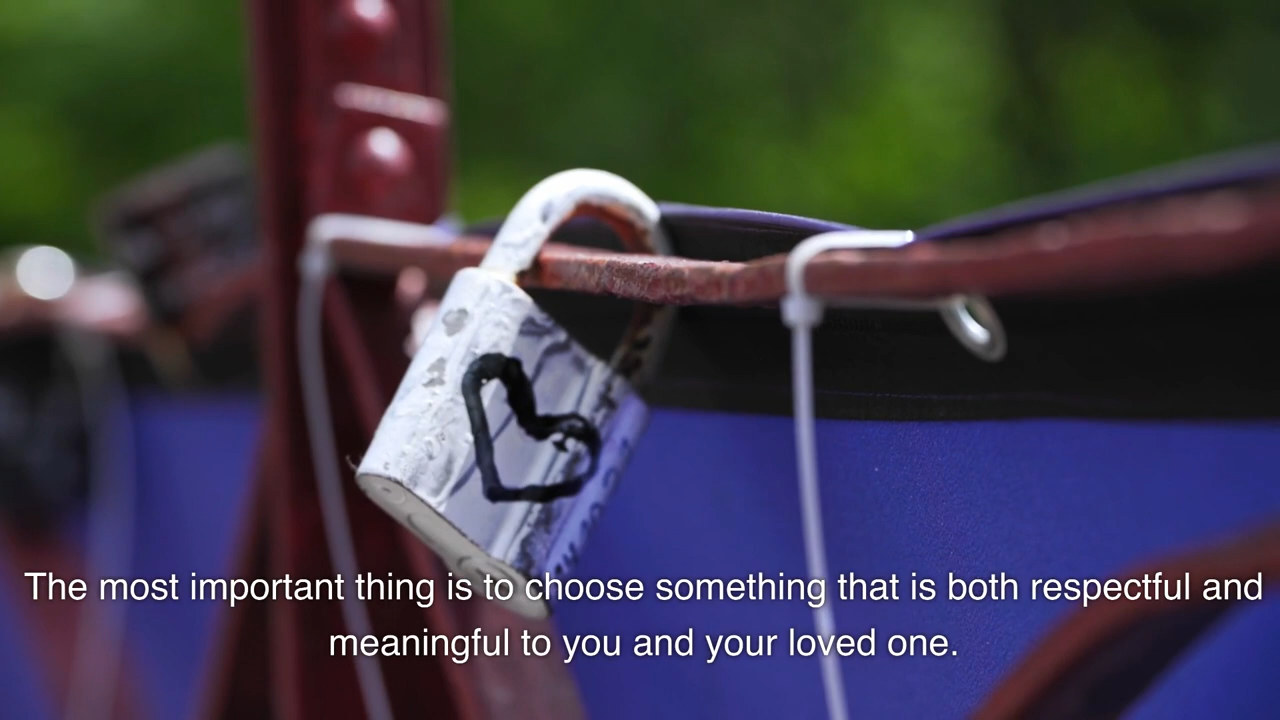 The most important thing is to choose something that is both respectful and
meaningful to you and your loved one.